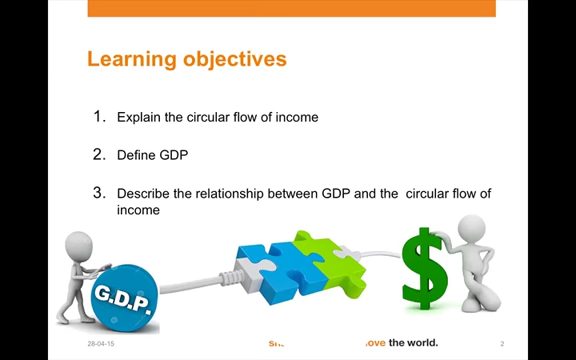 Learning objectives
1. Explain the circular flow of income
2. Define GDP
3. Describe the relationship between GDP and the circular flow of
income
G.D.P.
$
28-04-15
the world.
2